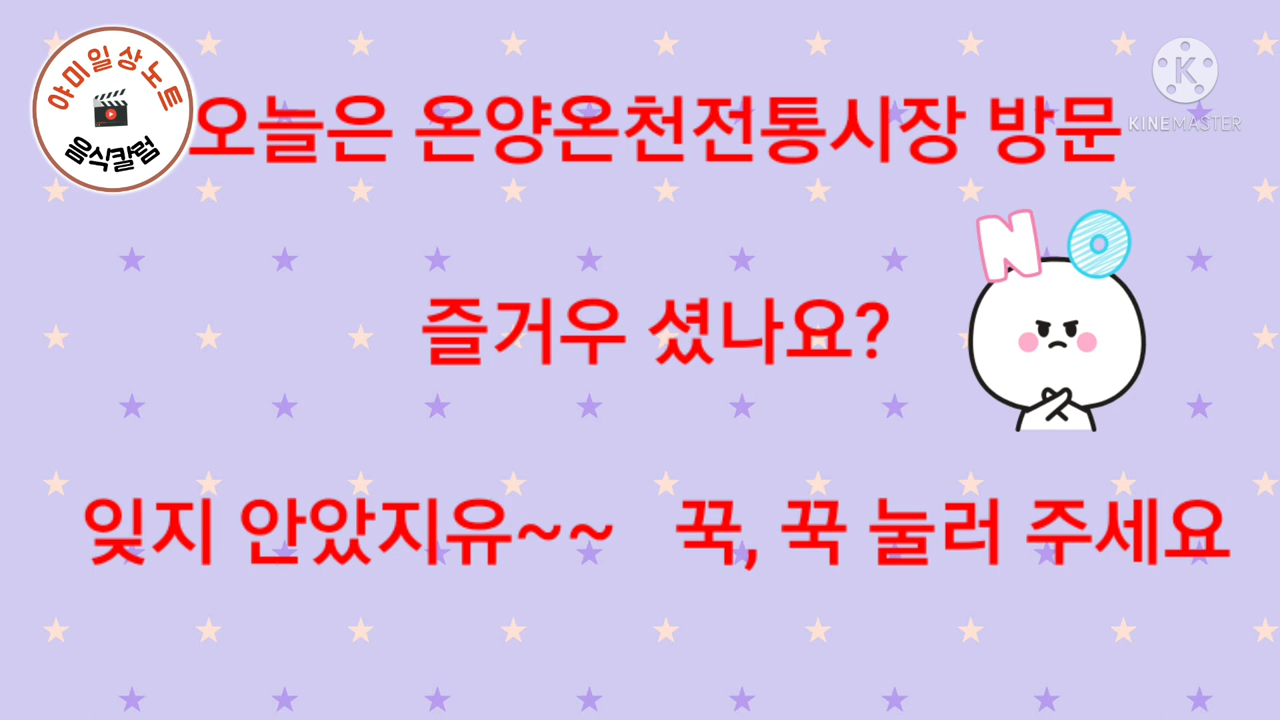 야미일상노트
음식칼럼
오늘은 온양온천전통시장 방문
KINEMASTER
NO
즐거우 셨나요?
잊지 안았지유~~ 꾹, 꾹 눌러 주세요